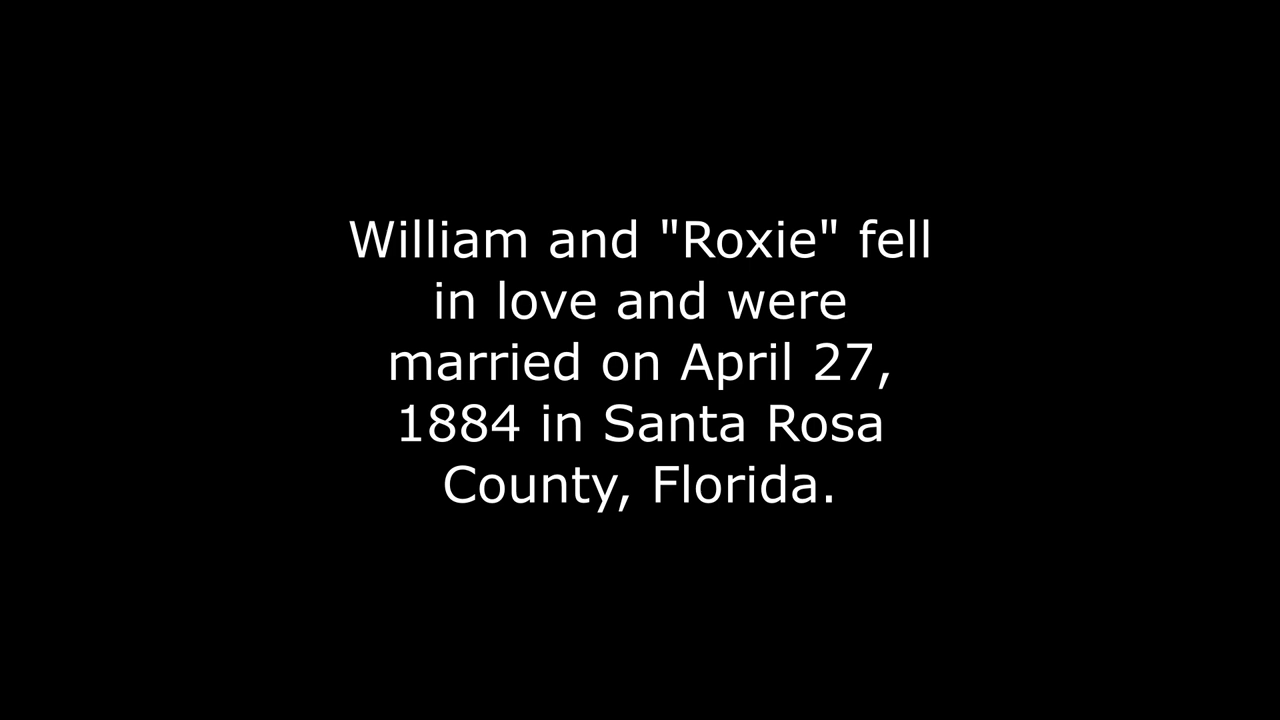 William and "Roxie" fell
in love and were
married on April 27,
1884 in Santa Rosa
County, Florida.